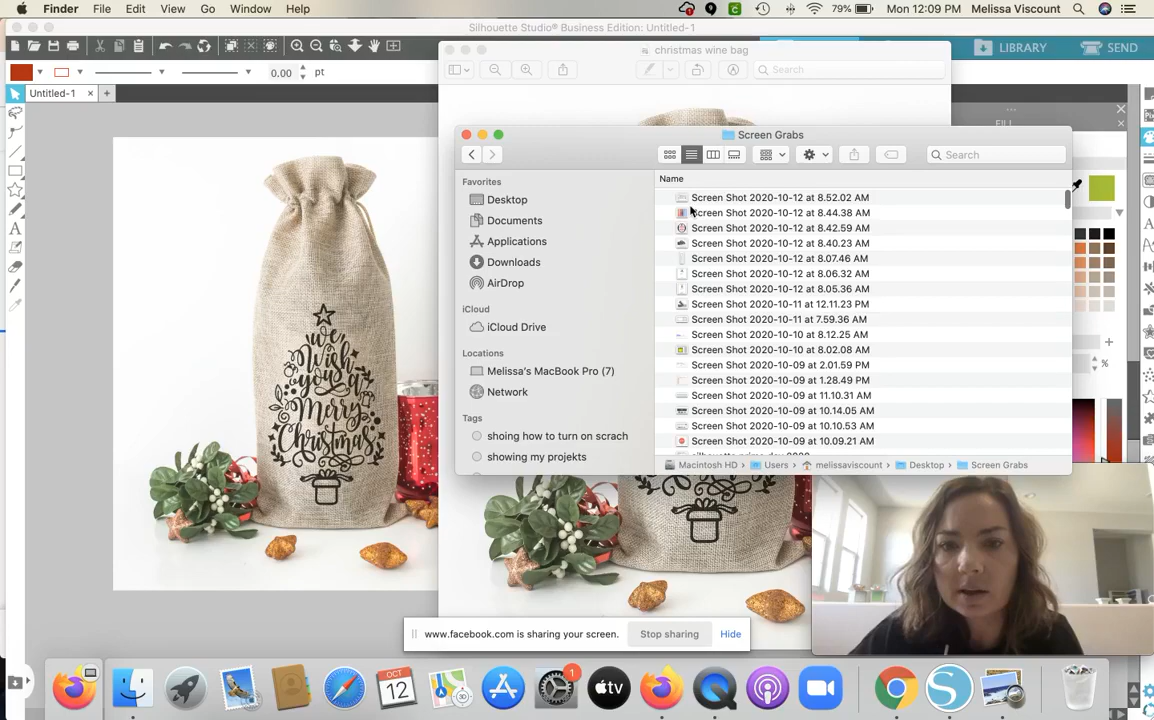 Finder File Edit View Go Window Help 79% Mon 12:09 PM Melissa Viscount
Silhouette Studio® Business Edition: Untitled-1
LIBRARY SEND
0.00 pt
Untitled-1
christmas wine bag
Search
FILL
Screen Grabs
Search
Favorites
Desktop
Documents
Applications
Downloads
AirDrop
iCloud
iCloud Drive
Locations
Melissa's MacBook Pro (7)
Network
Tags
shoing how to turn on scrach
showing my projekts
Name
Screen Shot 2020-10-12 at 8.52.02 AM
Screen Shot 2020-10-12 at 8.44.38 AM
Screen Shot 2020-10-12 at 8.42.59 AM
Screen Shot 2020-10-12 at 8.40.23 AM
Screen Shot 2020-10-12 at 8.07.46 AM
Screen Shot 2020-10-12 at 8.06.32 AM
Screen Shot 2020-10-12 at 8.05.36 AM
Screen Shot 2020-10-11 at 12.11.23 PM
Screen Shot 2020-10-11 at 7.59.36 AM
Screen Shot 2020-10-10 at 8.12.25 AM
Screen Shot 2020-10-10 at 8.02.08 AM
Screen Shot 2020-10-09 at 2.01.59 PM
Screen Shot 2020-10-09 at 1.28.49 PM
Screen Shot 2020-10-09 at 11.10.31 AM
Screen Shot 2020-10-09 at 10.14.05 AM
Screen Shot 2020-10-09 at 10.10.53 AM
Screen Shot 2020-10-09 at 10.09.21 AM
Macintosh HD › Users › melissaviscount › Desktop › Screen Grabs
%
we
Wish
you a
Merry
Christmas
www.facebook.com is sharing your screen. Stop sharing Hide
OCT
12
3D
1
tv